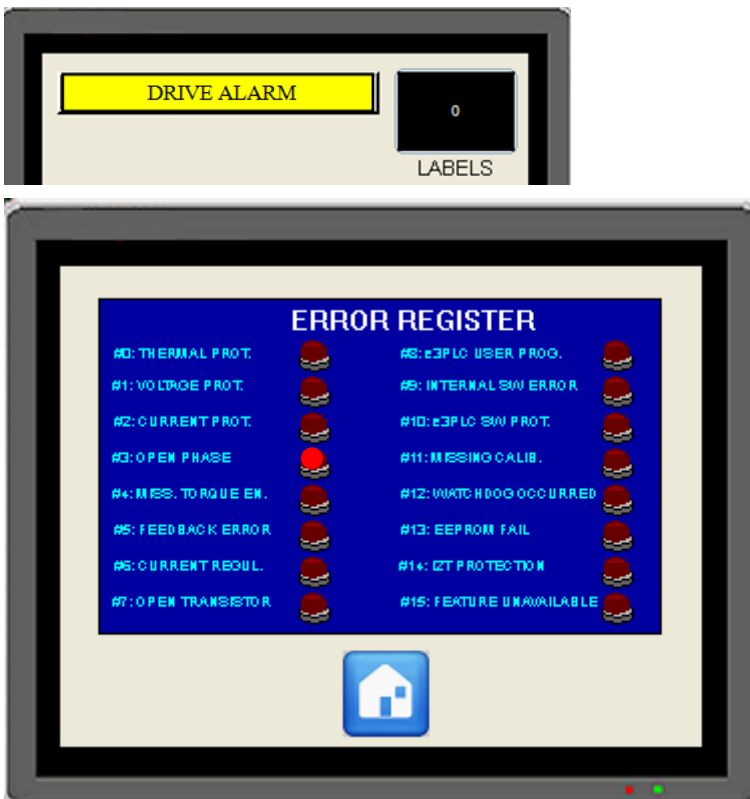 DRIVE ALARM
0
LABELS
ERROR REGISTER
#0: THERMAL PROT.
#1: VOLTAGE PROT.
#2: CURRENT PROT.
#3: OPEN PHASE
#4: MISS. TORQUE EN.
#5: FEEDBACK ERROR
#6: CURRENT REGUL.
#7: OPEN TRANSISTOR
#8: e3PLC USER PROG.
#9: INTERNAL SW ERROR
#10: e3PLC SW PROT.
#11: MISSING CALIB.
#12: WATCHDOG OCCURRED
#13: EEPROM FAIL
#14: I2T PROTECTION
#15: FEATURE UNAVAILABLE